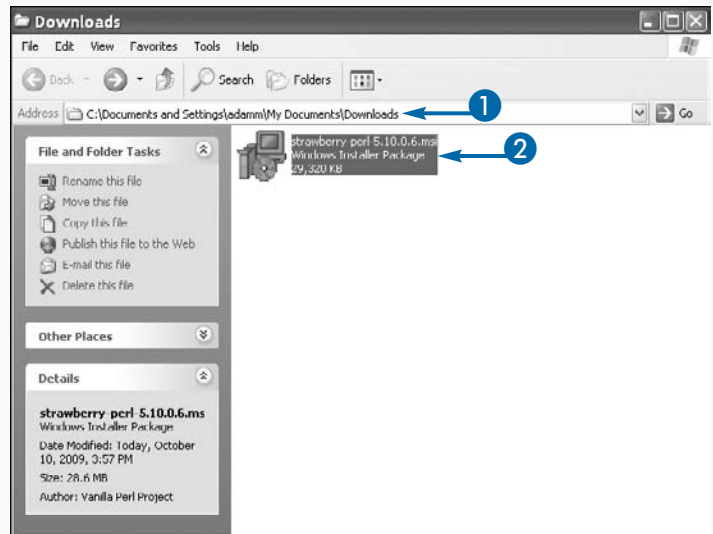 Downloads
File Edit View Favorites Tools Help
Back Search Folders
Address C:\Documents and Settings\adamm\My Documents\Downloads Go
1
File and Folder Tasks
Rename this file
Move this file
Copy this file
Publish this file to the Web
E-mail this file
Delete this file
Other Places
Details
strawberry-perl-5.10.0.6.ms
Windows Installer Package
Date Modified: Today, October
10, 2009, 3:57 PM
Size: 28.6 MB
Author: Vanilla Perl Project
strawberry-perl-5.10.0.6.msi
Windows Installer Package
29,320 KB
2